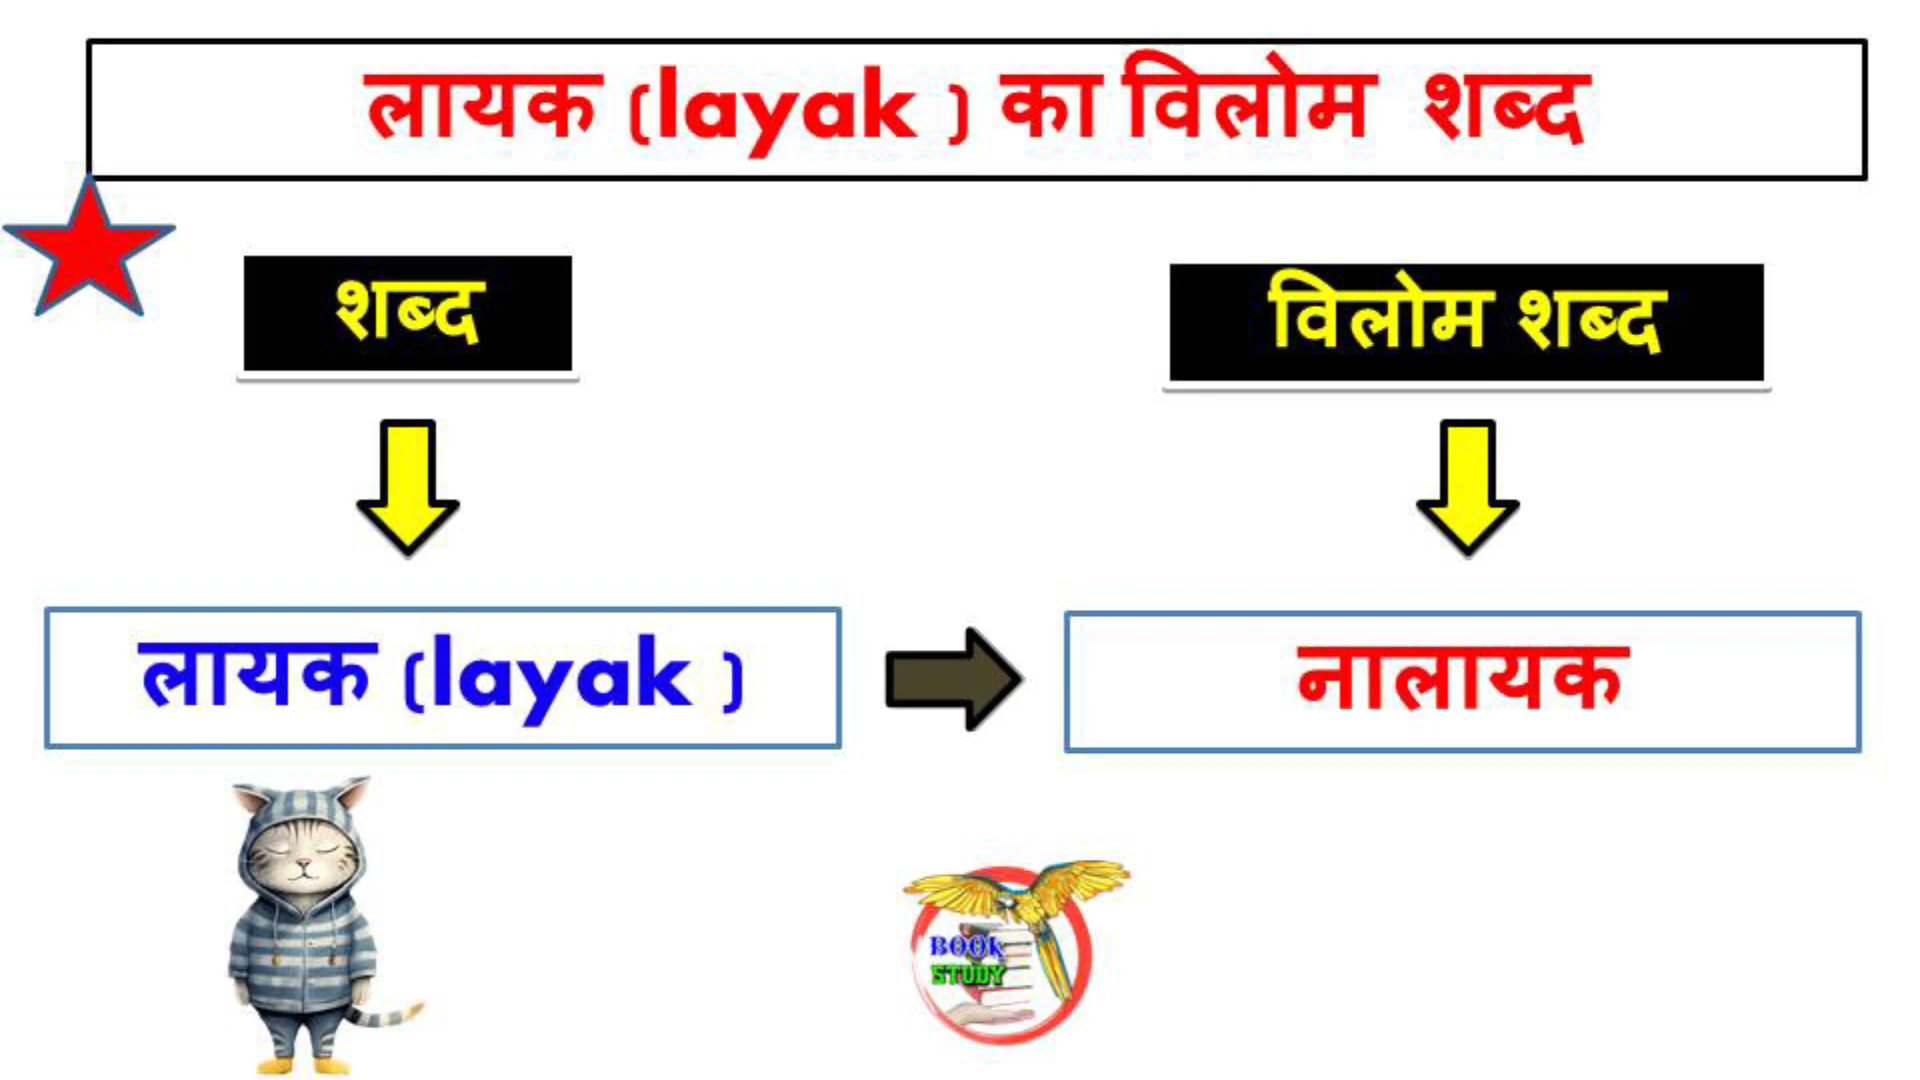 लायक (layak ) का विलोम शब्द
शब्द
विलोम शब्द
लायक (layak )
नालायक
BOOK
STUDY